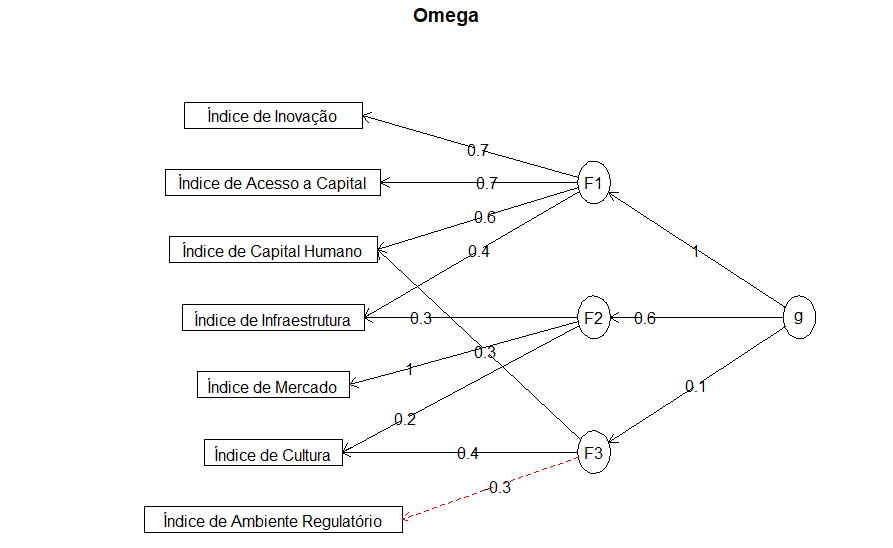 Omega
Índice de Inovação
0.7
Índice de Acesso a Capital
0.7
F1
0.6
Índice de Capital Humano
0.4
1
Índice de Infraestrutura
0.3
F2
0.6
g
0.3
1
Índice de Mercado
0.1
0.2
Índice de Cultura
0.4
F3
-0.3
Índice de Ambiente Regulatório